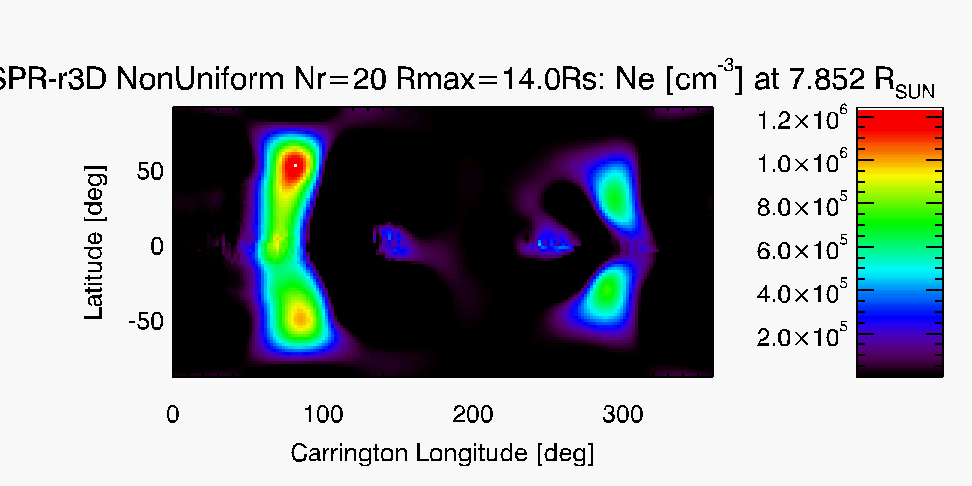 SPR-r3D NonUniform Nr=20 Rmax=14.0Rs: Ne [cm⁻³] at 7.852 R_SUN
1.2×10⁶
1.0×10⁶
8.0×10⁵
6.0×10⁵
4.0×10⁵
2.0×10⁵
50
0
-50
Latitude [deg]
0 100 200 300
Carrington Longitude [deg]